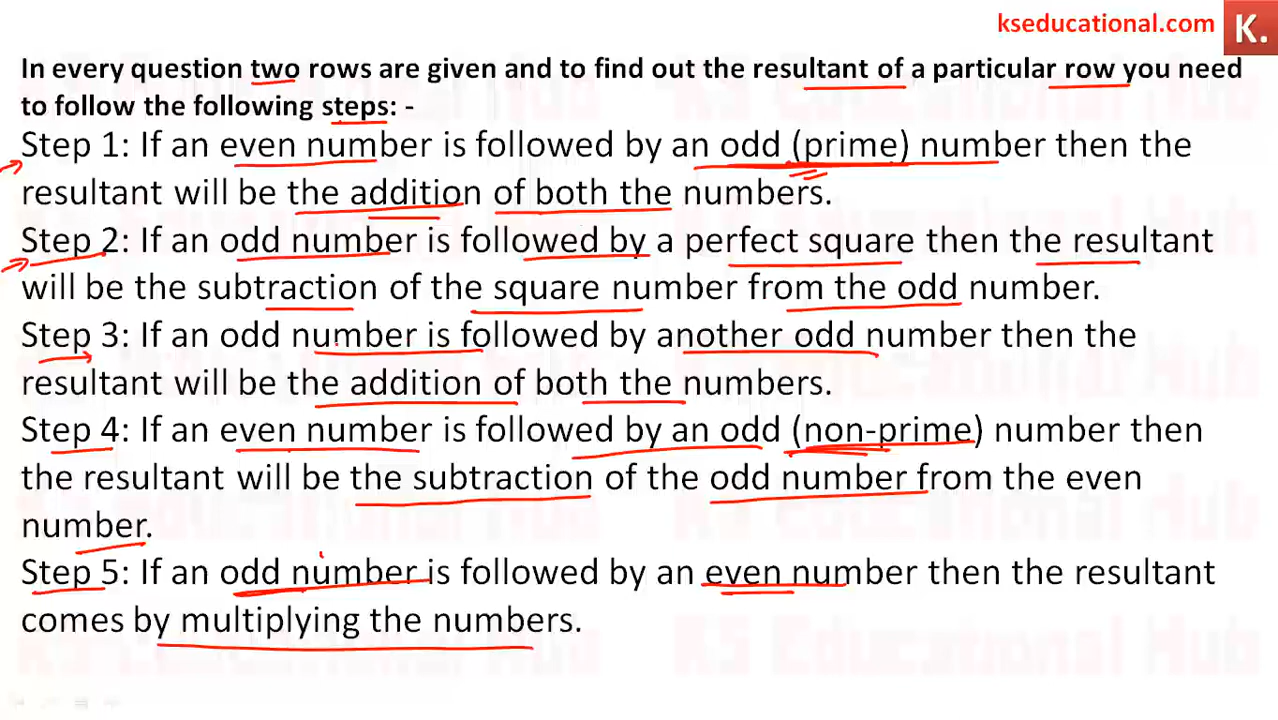 kseducational.com K.
In every question two rows are given and to find out the resultant of a particular row you need
to follow the following steps: -
Step 1: If an even number is followed by an odd (prime) number then the
resultant will be the addition of both the numbers.
Step 2: If an odd number is followed by a perfect square then the resultant
will be the subtraction of the square number from the odd number.
Step 3: If an odd number is followed by another odd number then the
resultant will be the addition of both the numbers.
Step 4: If an even number is followed by an odd (non-prime) number then
the resultant will be the subtraction of the odd number from the even
number.
Step 5: If an odd number is followed by an even number then the resultant
comes by multiplying the numbers.